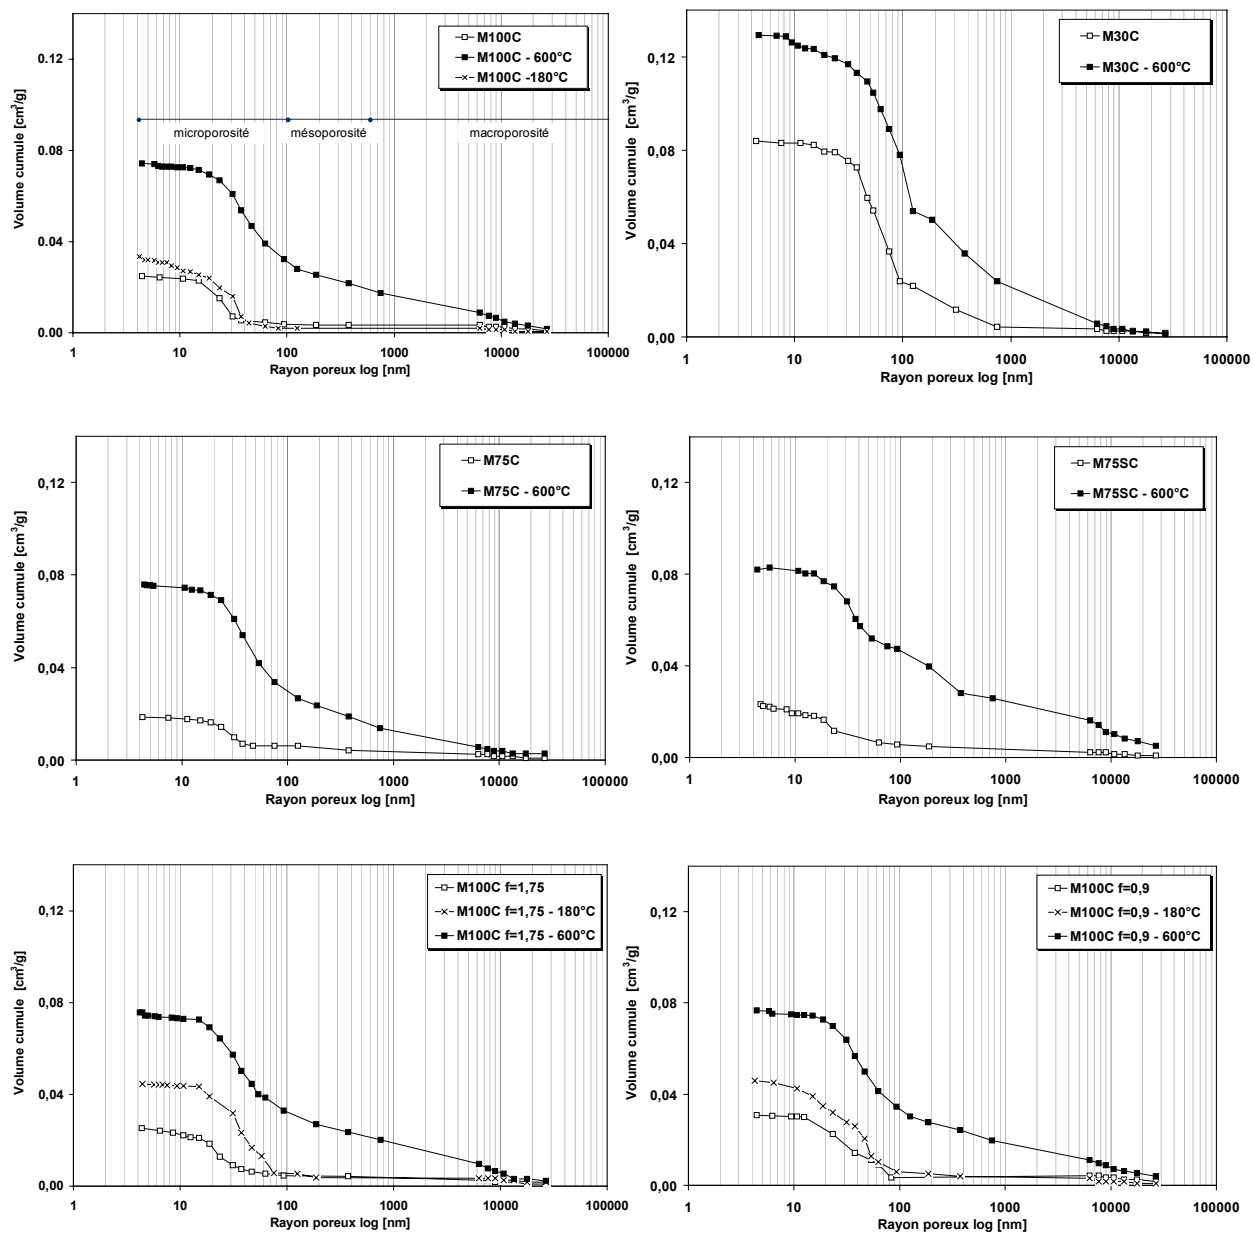 M100C
M100C - 600°C
M100C -180°C
microporosité mésoporosité macroporosité
0.12
0.08
0.04
0.00
Volume cumule [cm³/g]
1 10 100 1000 10000 100000
Rayon poreux log [nm]
M30C
M30C - 600°C
0,12
0,08
0,04
0,00
Volume cumule [cm³/g]
1 10 100 1000 10000 100000
Rayon poreux log [nm]
M75C
M75C - 600°C
0,12
0,08
0,04
0,00
Volume cumule [cm³/g]
1 10 100 1000 10000 100000
Rayon poreux log [nm]
M75SC
M75SC - 600°C
0,12
0,08
0,04
0,00
Volume cumule [cm³/g]
1 10 100 1000 10000 100000
Rayon poreux log [nm]
M100C f=1,75
M100C f=1,75 - 180°C
M100C f=1,75 - 600°C
0,12
0,08
0,04
0,00
Volume cumule [cm³/g]
1 10 100 1000 10000 100000
Rayon poreux log [nm]
M100C f=0,9
M100C f=0,9 - 180°C
M100C f=0,9 - 600°C
0,12
0,08
0,04
0,00
Volume cumule [cm³/g]
1 10 100 1000 10000 100000
Rayon poreux log [nm]